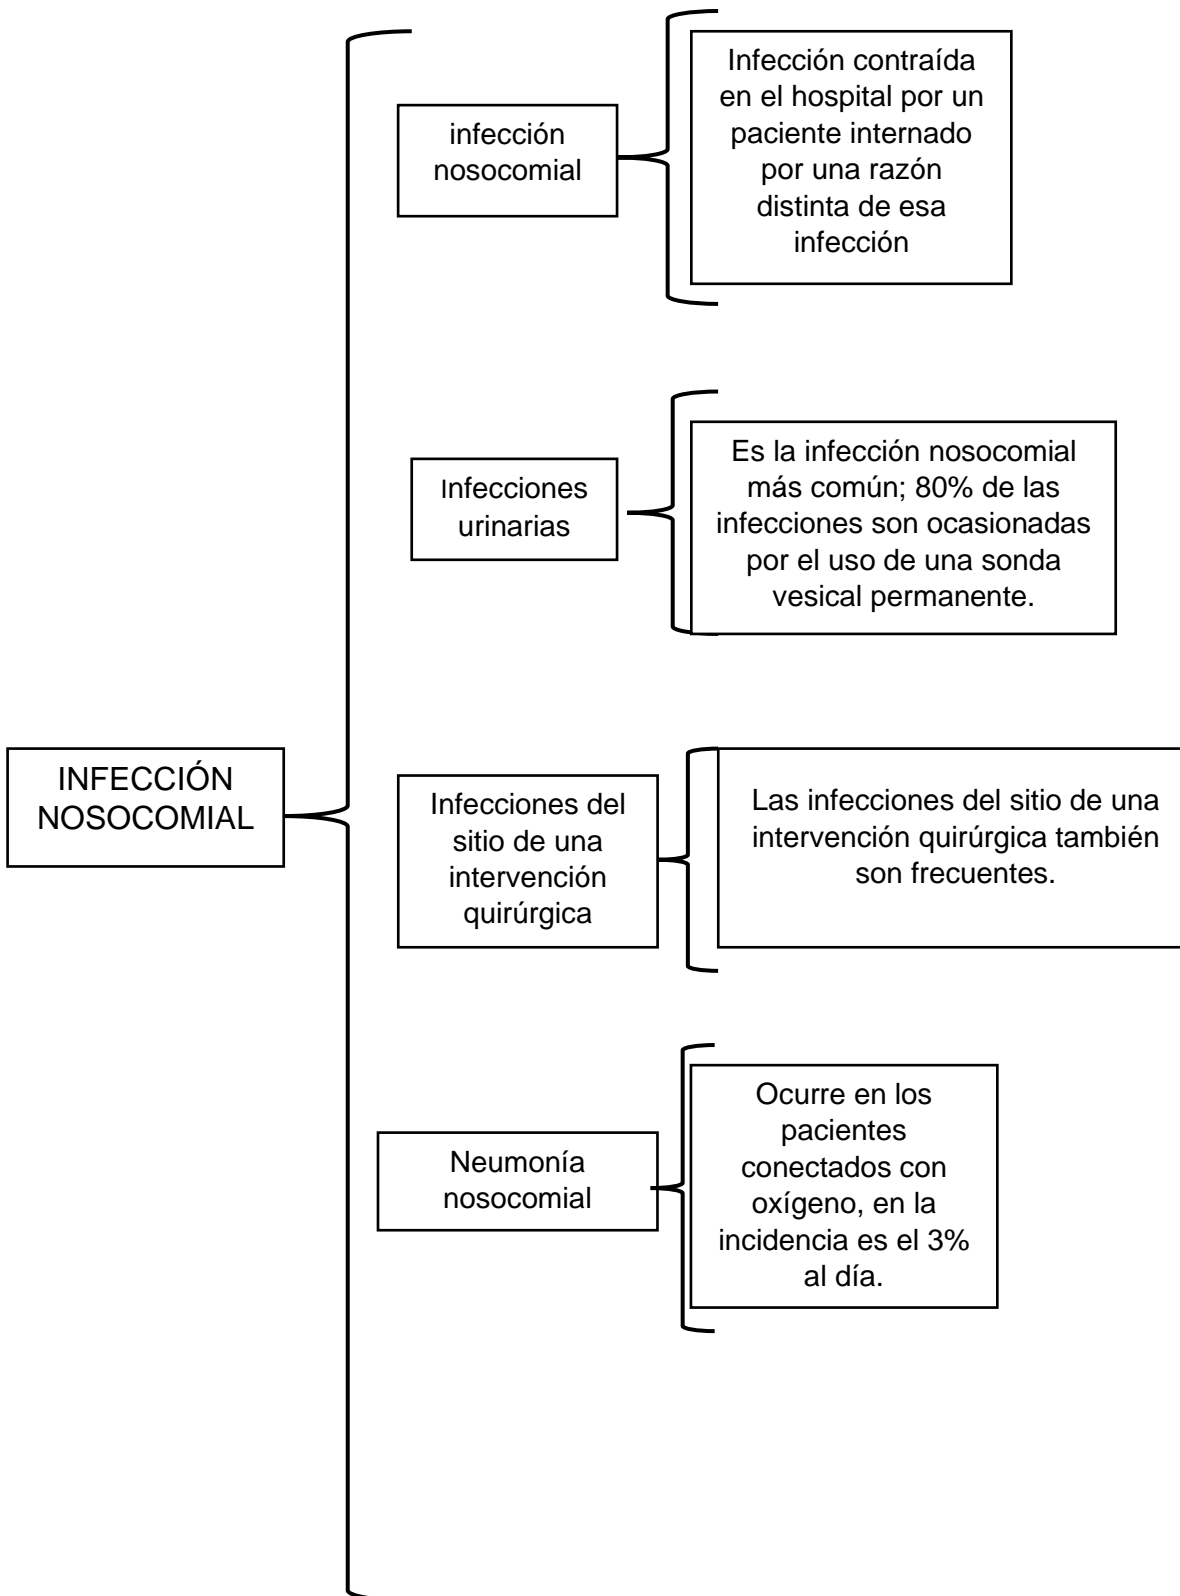 infección
nosocomial
Infección contraída
en el hospital por un
paciente internado
por una razón
distinta de esa
infección
Infecciones
urinarias
Es la infección nosocomial
más común; 80% de las
infecciones son ocasionadas
por el uso de una sonda
vesical permanente.
INFECCIÓN
NOSOCOMIAL
Infecciones del
sitio de una
intervención
quirúrgica
Las infecciones del sitio de una
intervención quirúrgica también
son frecuentes.
Neumonía
nosocomial
Ocurre en los
pacientes
conectados con
oxígeno, en la
incidencia es el 3%
al día.